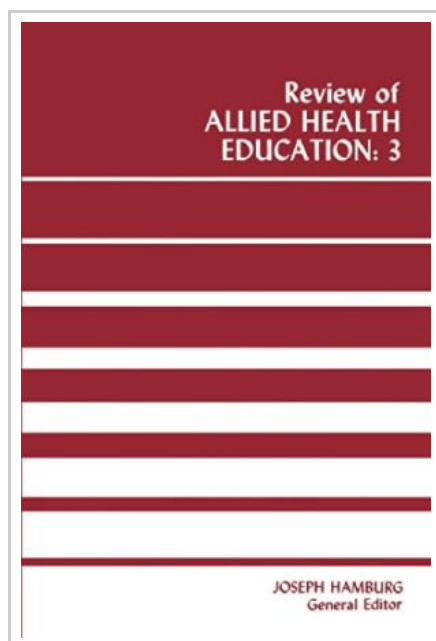 Review of
ALLIED HEALTH
EDUCATION: 3
JOSEPH HAMBURG
General Editor